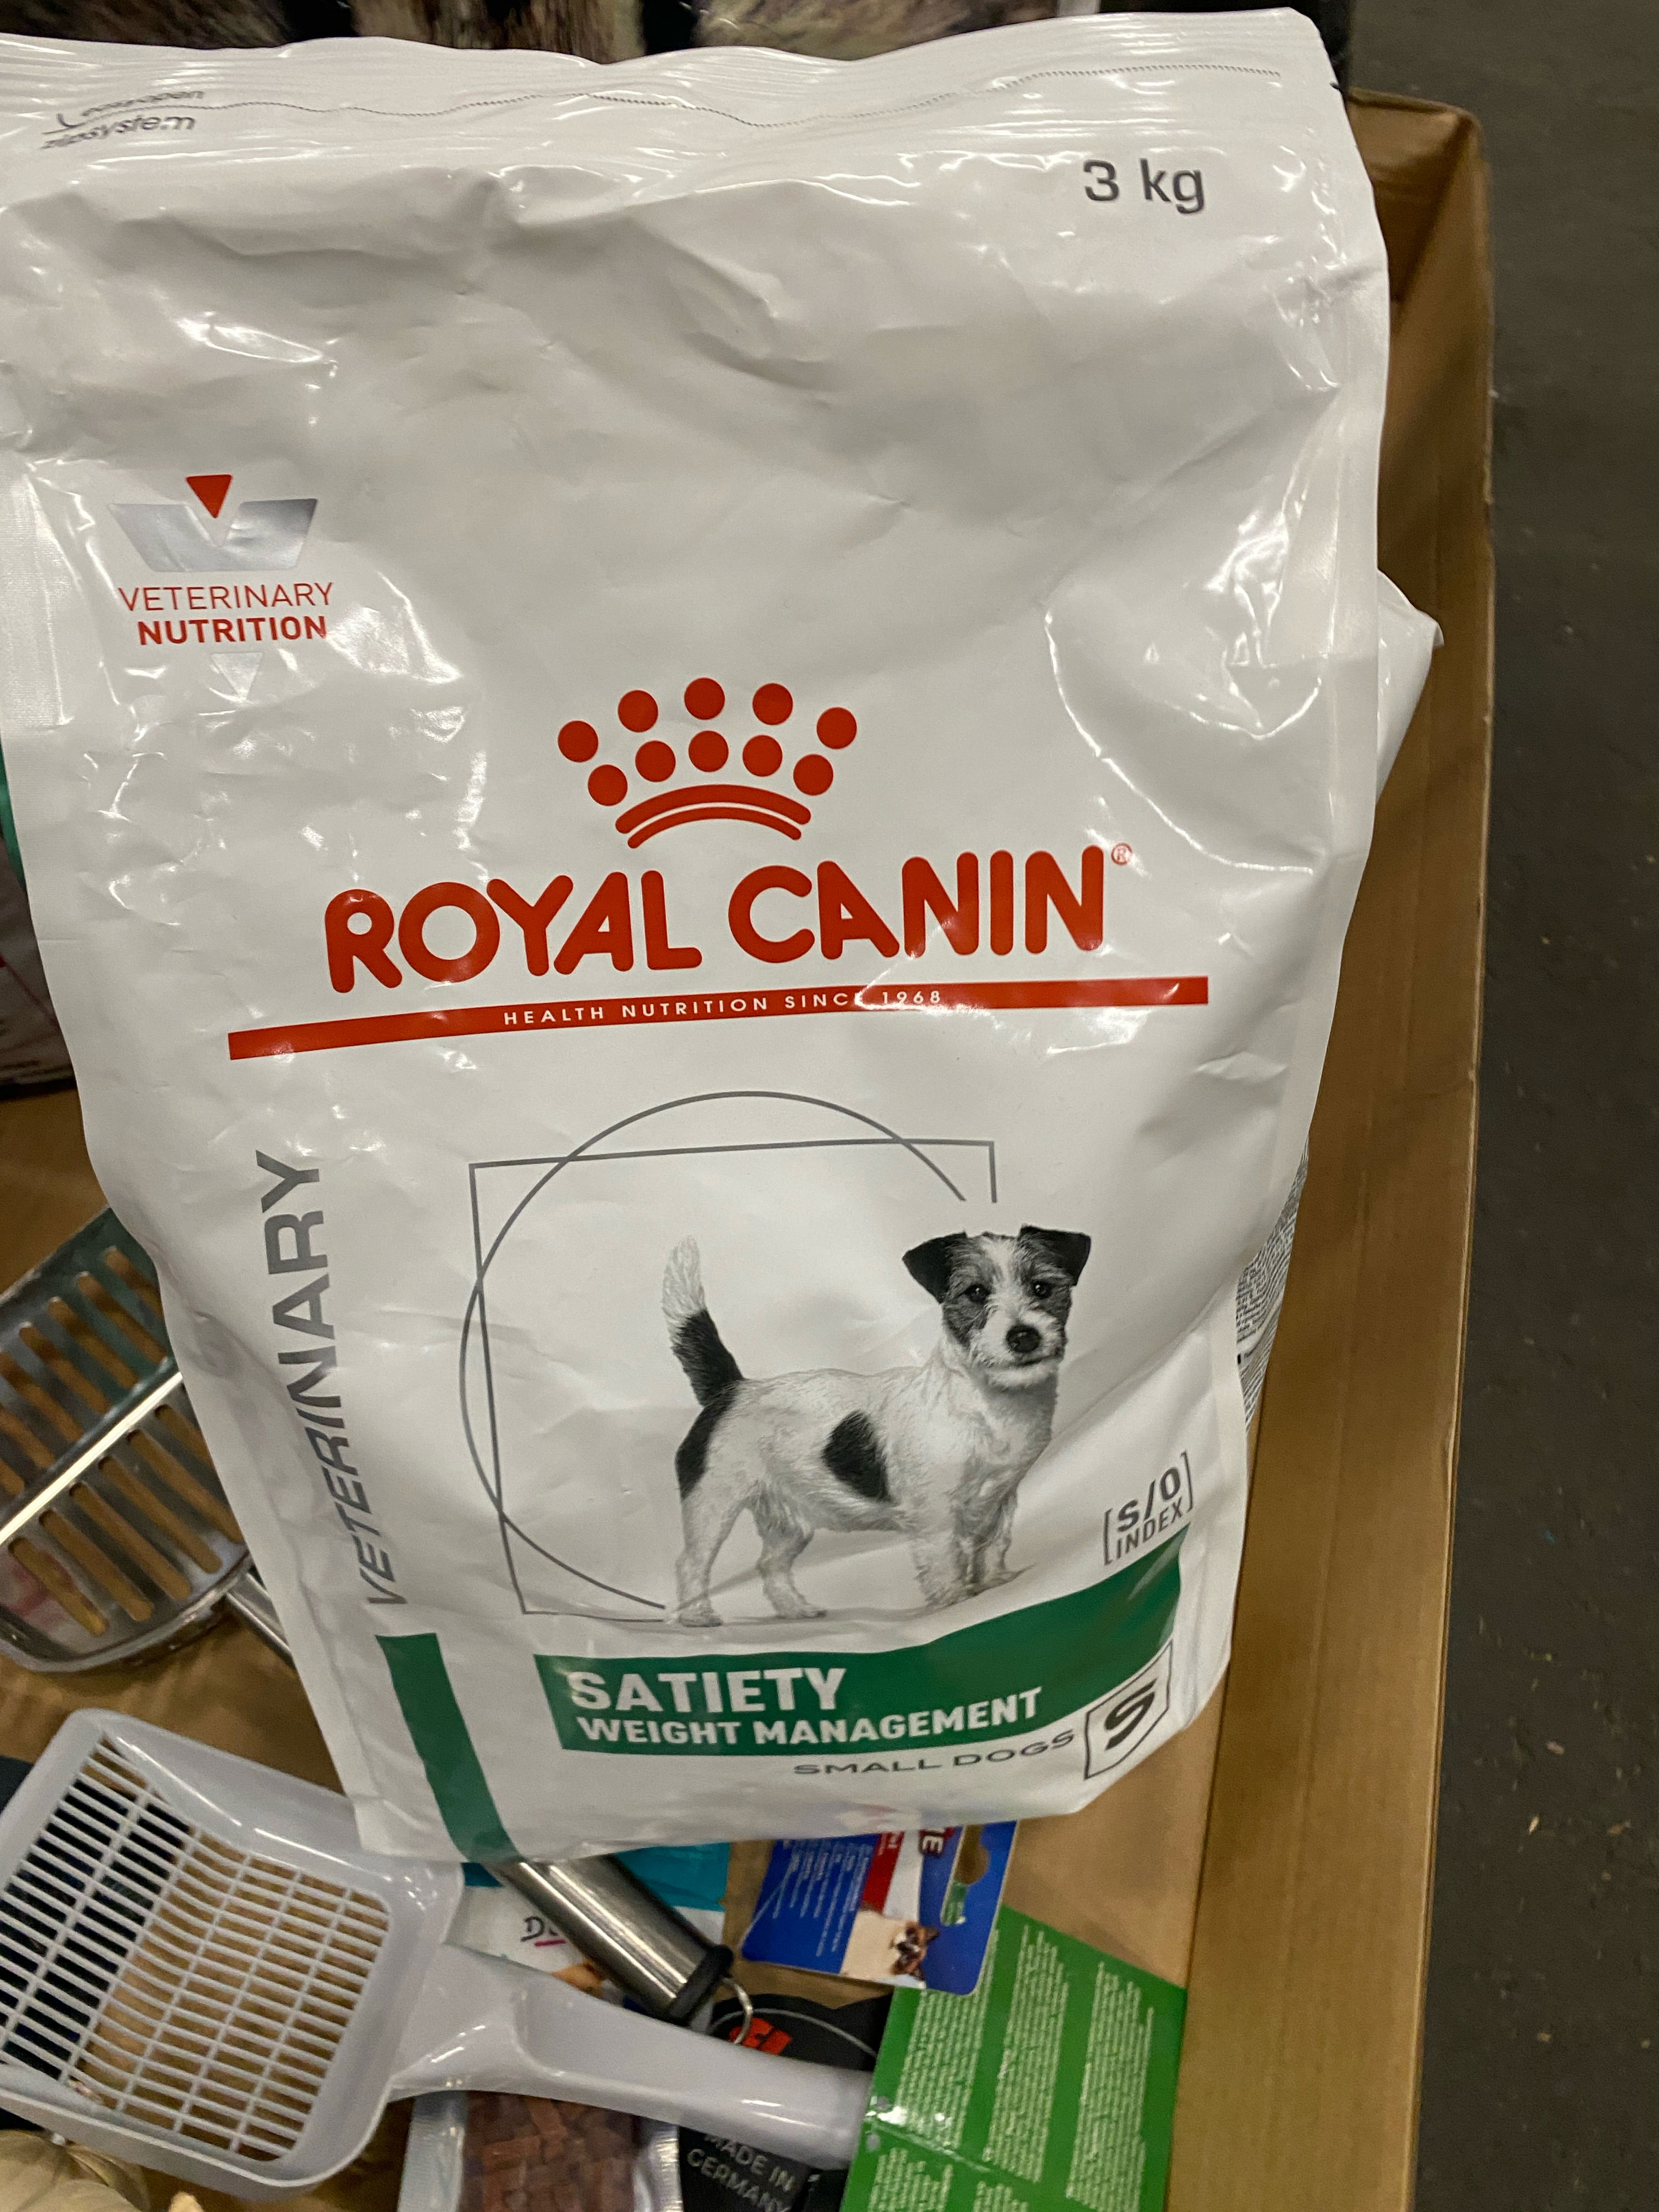 zipsystem
3 kg
VETERINARY
NUTRITION
ROYAL CANIN®
HEALTH NUTRITION SINCE 1968
VETERINARY
[S/O]
INDEX
SATIETY
WEIGHT MANAGEMENT
SMALL DOGS
S
MADE IN
GERMANY